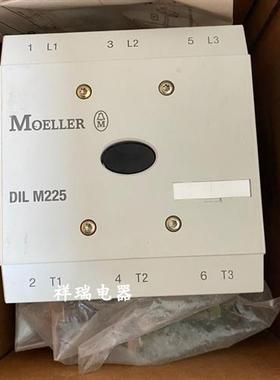 1 L1 3 L2 5 L3
MOELLER
DIL M225
2 T1 4 T2 6 T3
祥瑞电器